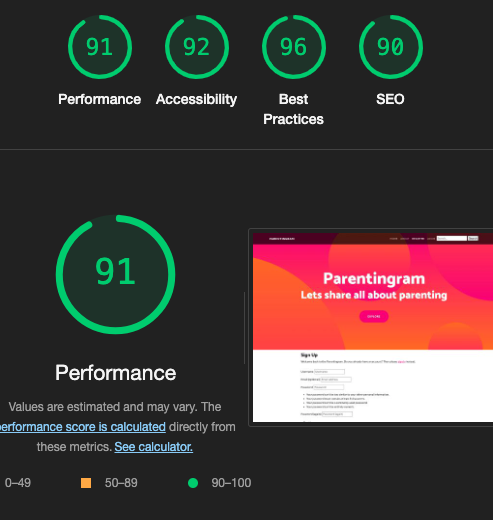 91
92
96
90
Performance
Accessibility
Best
Practices
SEO
91
Performance
Values are estimated and may vary. The
performance score is calculated directly from
these metrics. See calculator.
0–49
50–89
90–100
Parentingram
Lets share all about parenting
Sign Up